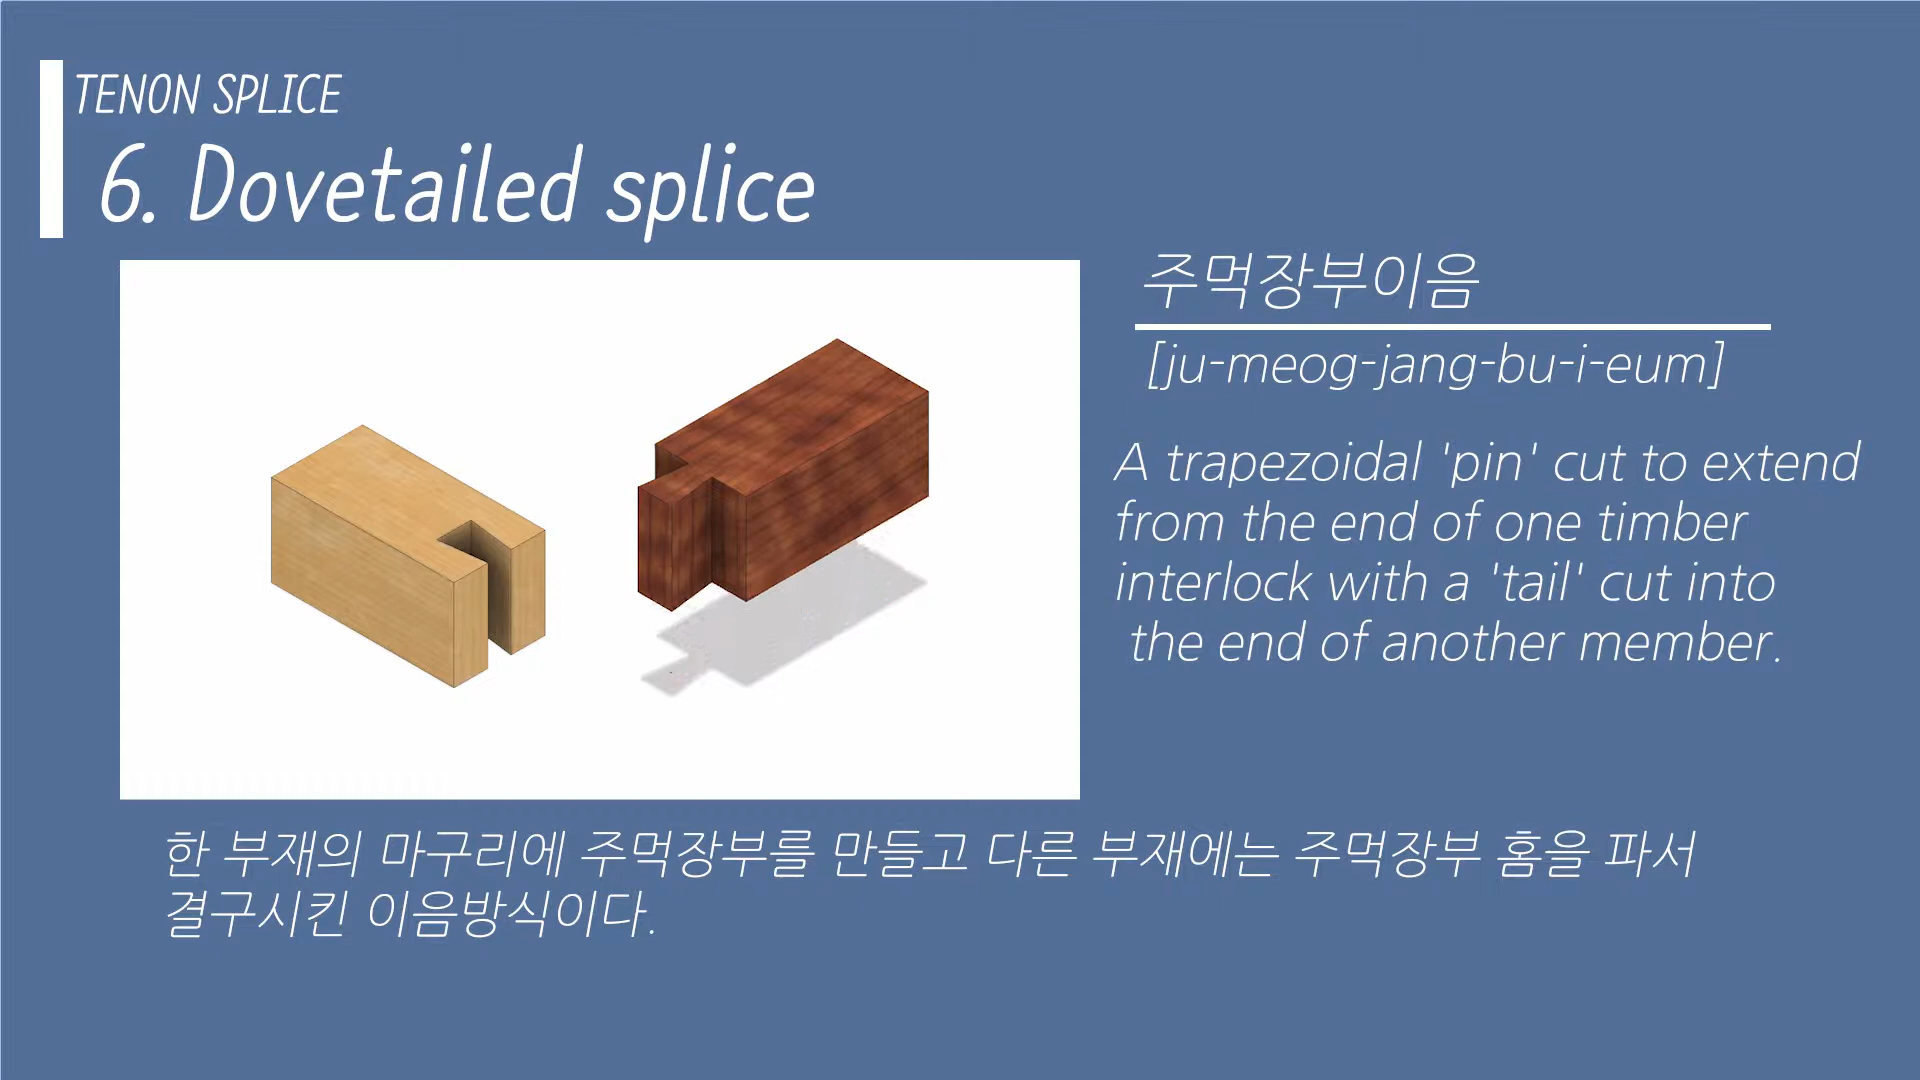 TENON SPLICE
6. Dovetailed splice
주먹장부이음
[ju-meog-jang-bu-i-eum]
A trapezoidal 'pin' cut to extend
from the end of one timber
interlock with a 'tail' cut into
the end of another member.
한 부재의 마구리에 주먹장부를 만들고 다른 부재에는 주먹장부 홈을 파서
결구시킨 이음방식이다.